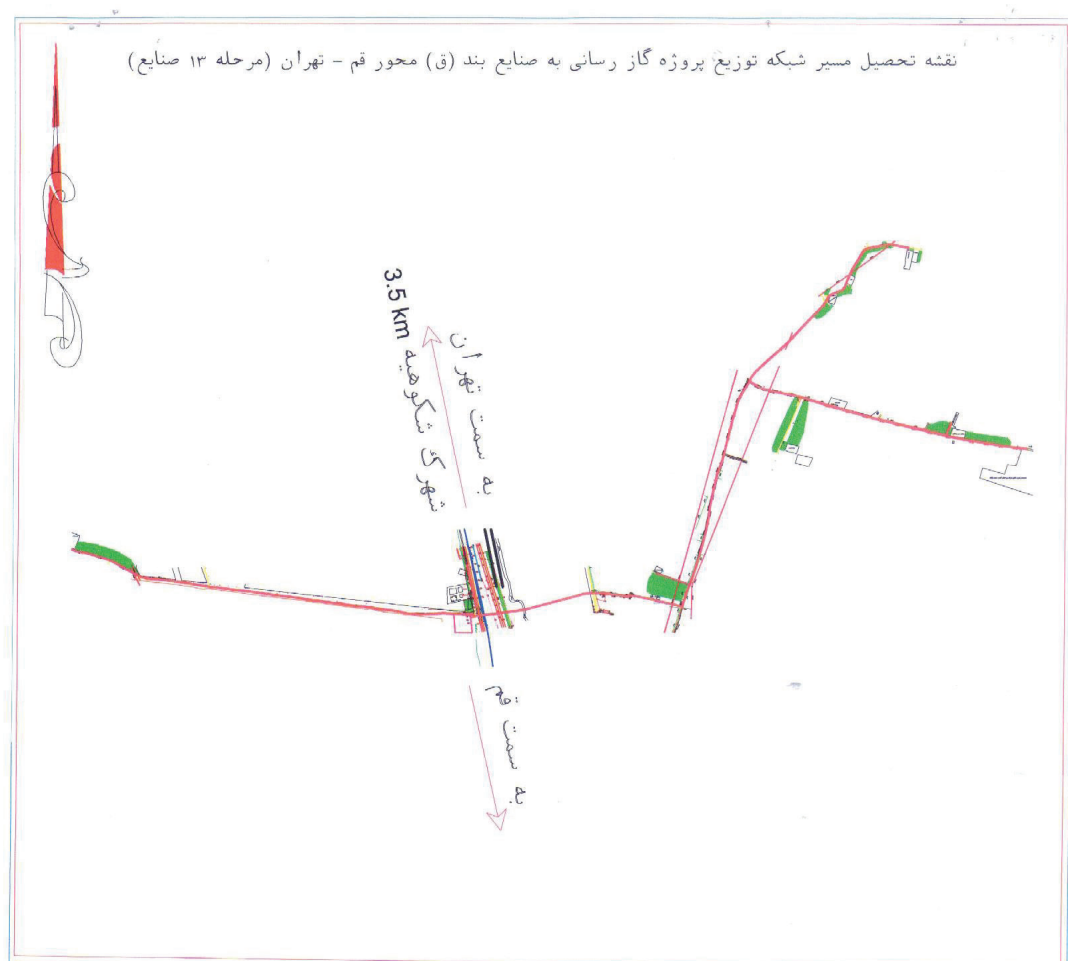 نقشه تحصیل مسیر شبکه توزیع پروژه گاز رسانی به صنایع بند (ق) محور قم - تهران (مرحله ۱۳ صنایع)
به سمت تهران
شهرک شکوهیه 3.5 km
به سمت قم